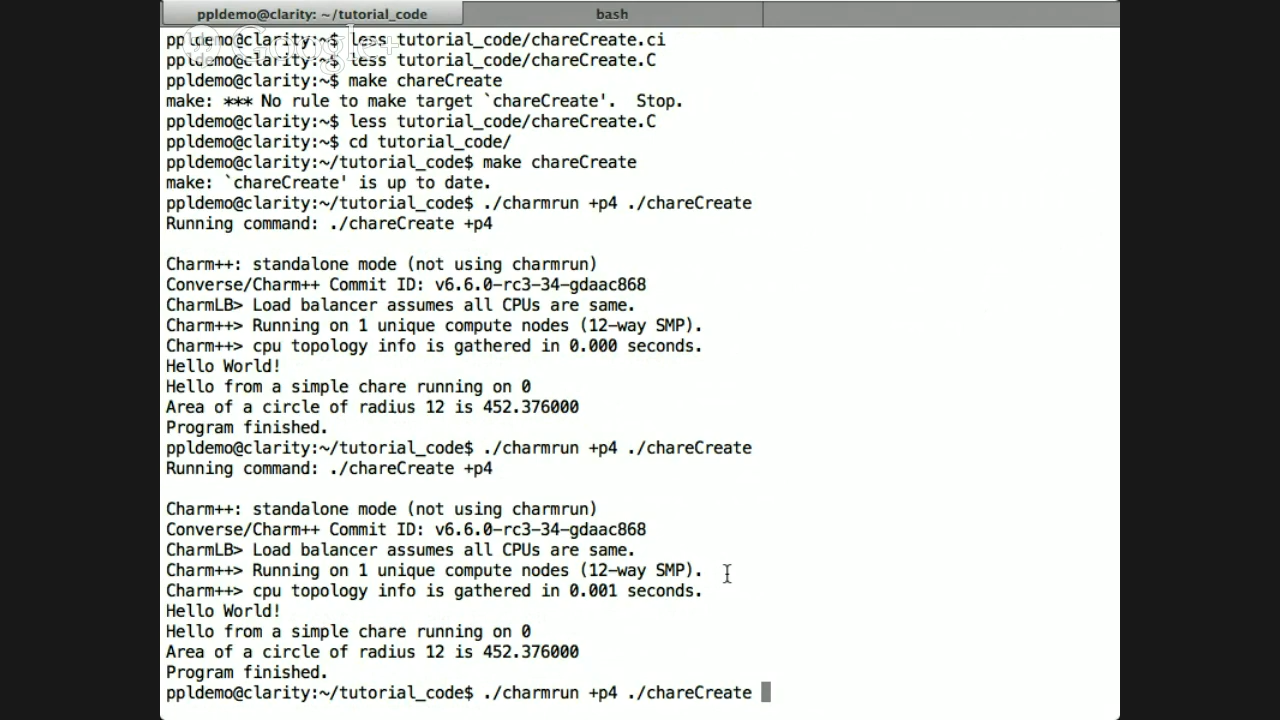 ppldemo@clarity: ~/tutorial_code
bash
Google+
ppldemo@clarity:~$ less tutorial_code/chareCreate.ci
ppldemo@clarity:~$ less tutorial_code/chareCreate.C
ppldemo@clarity:~$ make chareCreate
make: *** No rule to make target `chareCreate'.  Stop.
ppldemo@clarity:~$ less tutorial_code/chareCreate.C
ppldemo@clarity:~$ cd tutorial_code/
ppldemo@clarity:~/tutorial_code$ make chareCreate
make: `chareCreate' is up to date.
ppldemo@clarity:~/tutorial_code$ ./charmrun +p4 ./chareCreate
Running command: ./chareCreate +p4
Charm++: standalone mode (not using charmrun)
Converse/Charm++ Commit ID: v6.6.0-rc3-34-gdaac868
CharmLB> Load balancer assumes all CPUs are same.
Charm++> Running on 1 unique compute nodes (12-way SMP).
Charm++> cpu topology info is gathered in 0.000 seconds.
Hello World!
Hello from a simple chare running on 0
Area of a circle of radius 12 is 452.376000
Program finished.
ppldemo@clarity:~/tutorial_code$ ./charmrun +p4 ./chareCreate
Running command: ./chareCreate +p4
Charm++: standalone mode (not using charmrun)
Converse/Charm++ Commit ID: v6.6.0-rc3-34-gdaac868
CharmLB> Load balancer assumes all CPUs are same.
Charm++> Running on 1 unique compute nodes (12-way SMP).
Charm++> cpu topology info is gathered in 0.001 seconds.
Hello World!
Hello from a simple chare running on 0
Area of a circle of radius 12 is 452.376000
Program finished.
ppldemo@clarity:~/tutorial_code$ ./charmrun +p4 ./chareCreate